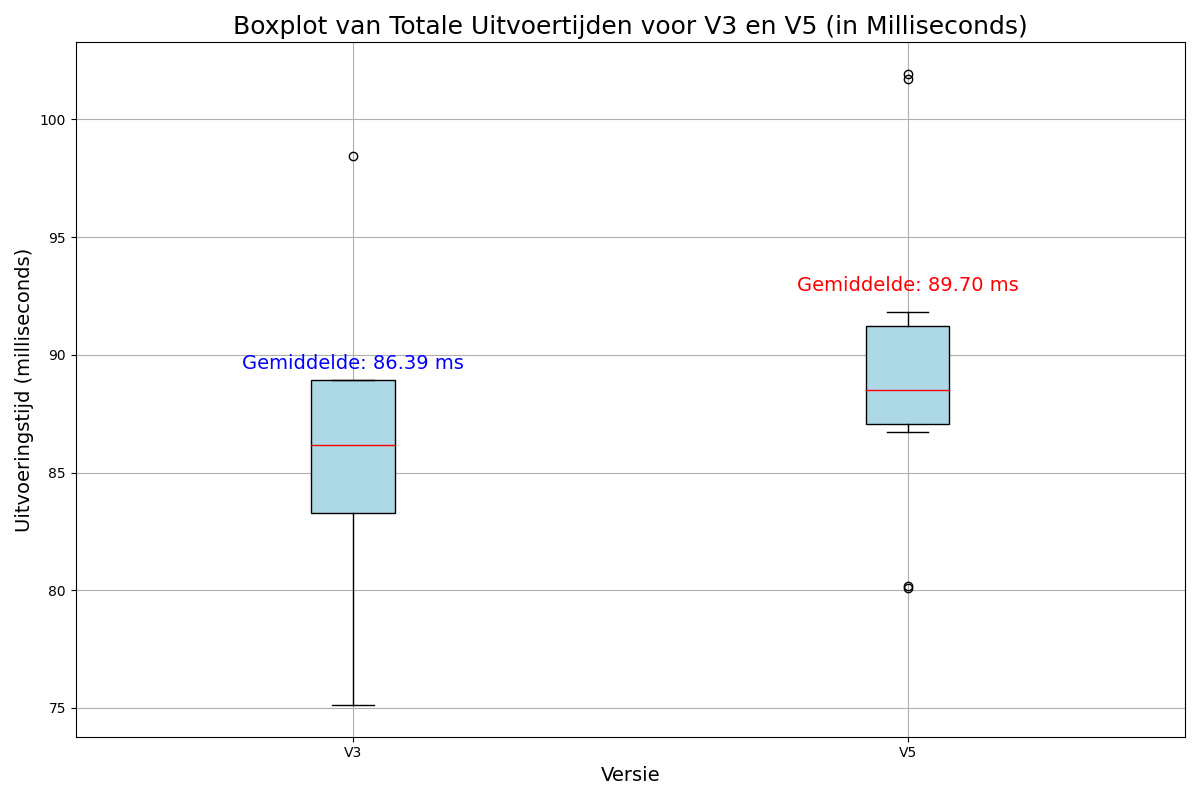 Boxplot van Totale Uitvoertijden voor V3 en V5 (in Milliseconds)
Uitvoeringstijd (milliseconds)
100
95
90
85
80
75
Gemiddelde: 86.39 ms
Gemiddelde: 89.70 ms
V3
V5
Versie